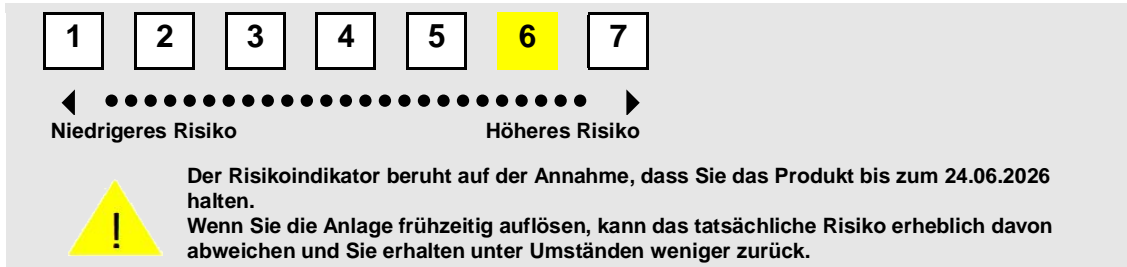 1 2 3 4 5 6 7
Niedrigeres Risiko Höheres Risiko
Der Risikoindikator beruht auf der Annahme, dass Sie das Produkt bis zum 24.06.2026
halten.
Wenn Sie die Anlage frühzeitig auflösen, kann das tatsächliche Risiko erheblich davon
abweichen und Sie erhalten unter Umständen weniger zurück.
!